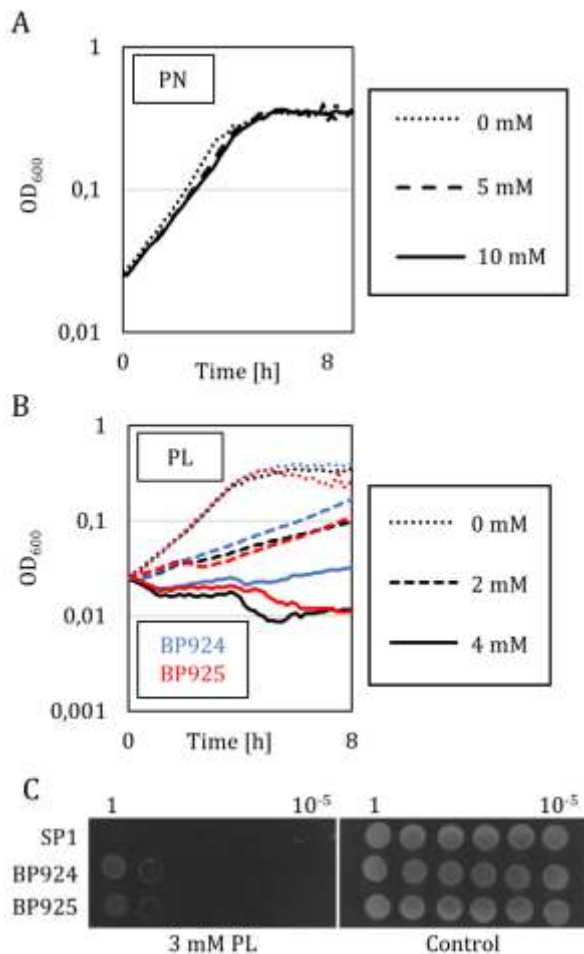 A
1
PN
0,1
0,01
OD600
0
8
Time [h]
0 mM
5 mM
10 mM
B
1
PL
0,1
0,01
0,001
OD600
BP924
BP925
0
8
Time [h]
0 mM
2 mM
4 mM
C
1 10-5 1 10-5
SP1
BP924
BP925
3 mM PL Control